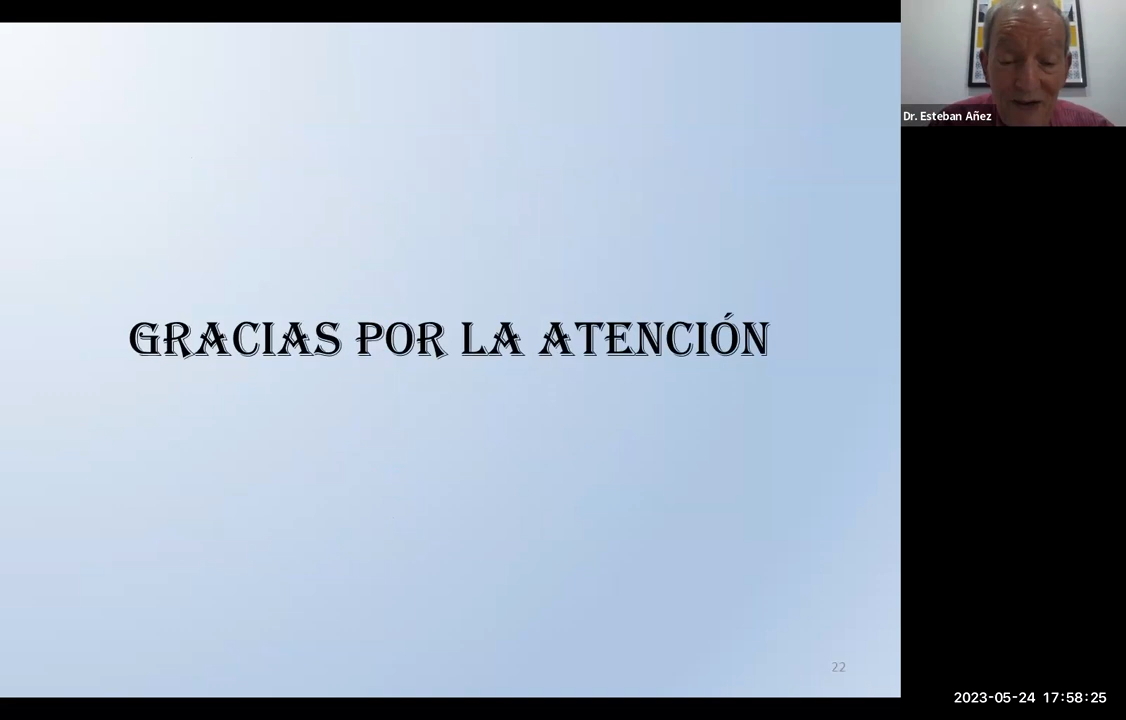 GRACIAS POR LA ATENCIÓN
22
Dr. Esteban Añez
2023-05-24 17:58:25